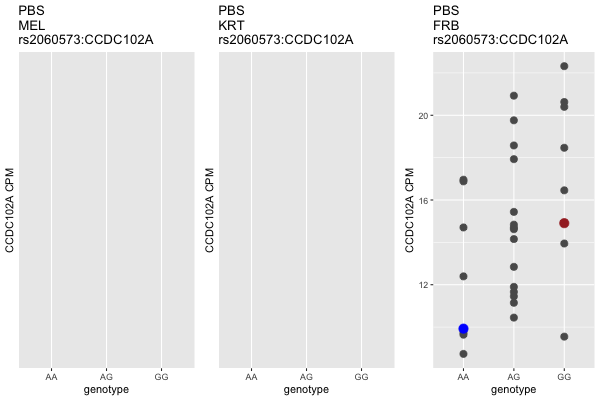 PBS
MEL
rs2060573:CCDC102A
CCDC102A CPM
AA
AG
GG
genotype
PBS
KRT
rs2060573:CCDC102A
CCDC102A CPM
AA
AG
GG
genotype
PBS
FRB
rs2060573:CCDC102A
CCDC102A CPM
20
16
12
AA
AG
GG
genotype